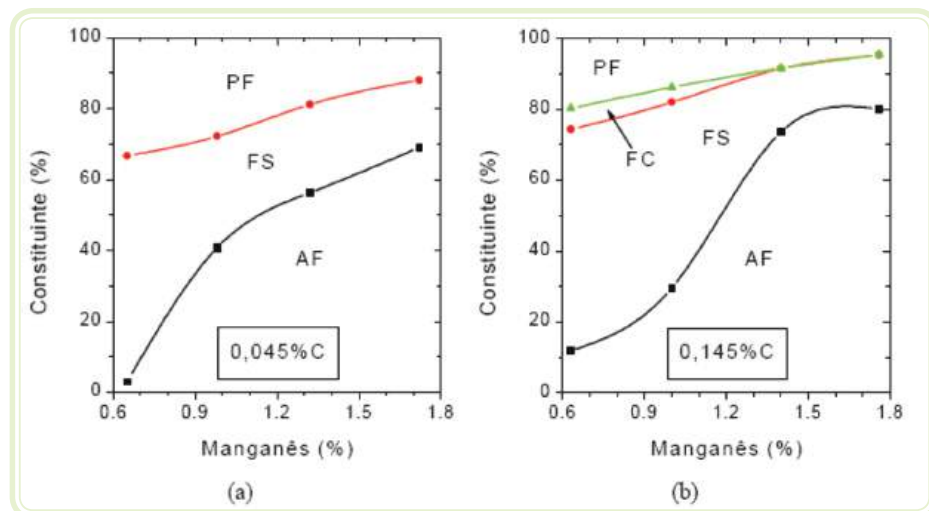 100
80
60
40
20
0
Constituinte (%)
PF
FS
AF
0,045%C
0.6 0.9 1.2 1.5 1.8
Manganês (%)
(a)
100
80
60
40
20
0
Constituinte (%)
PF
FC
FS
AF
0,145%C
0.6 0.9 1.2 1.5 1.8
Manganês (%)
(b)